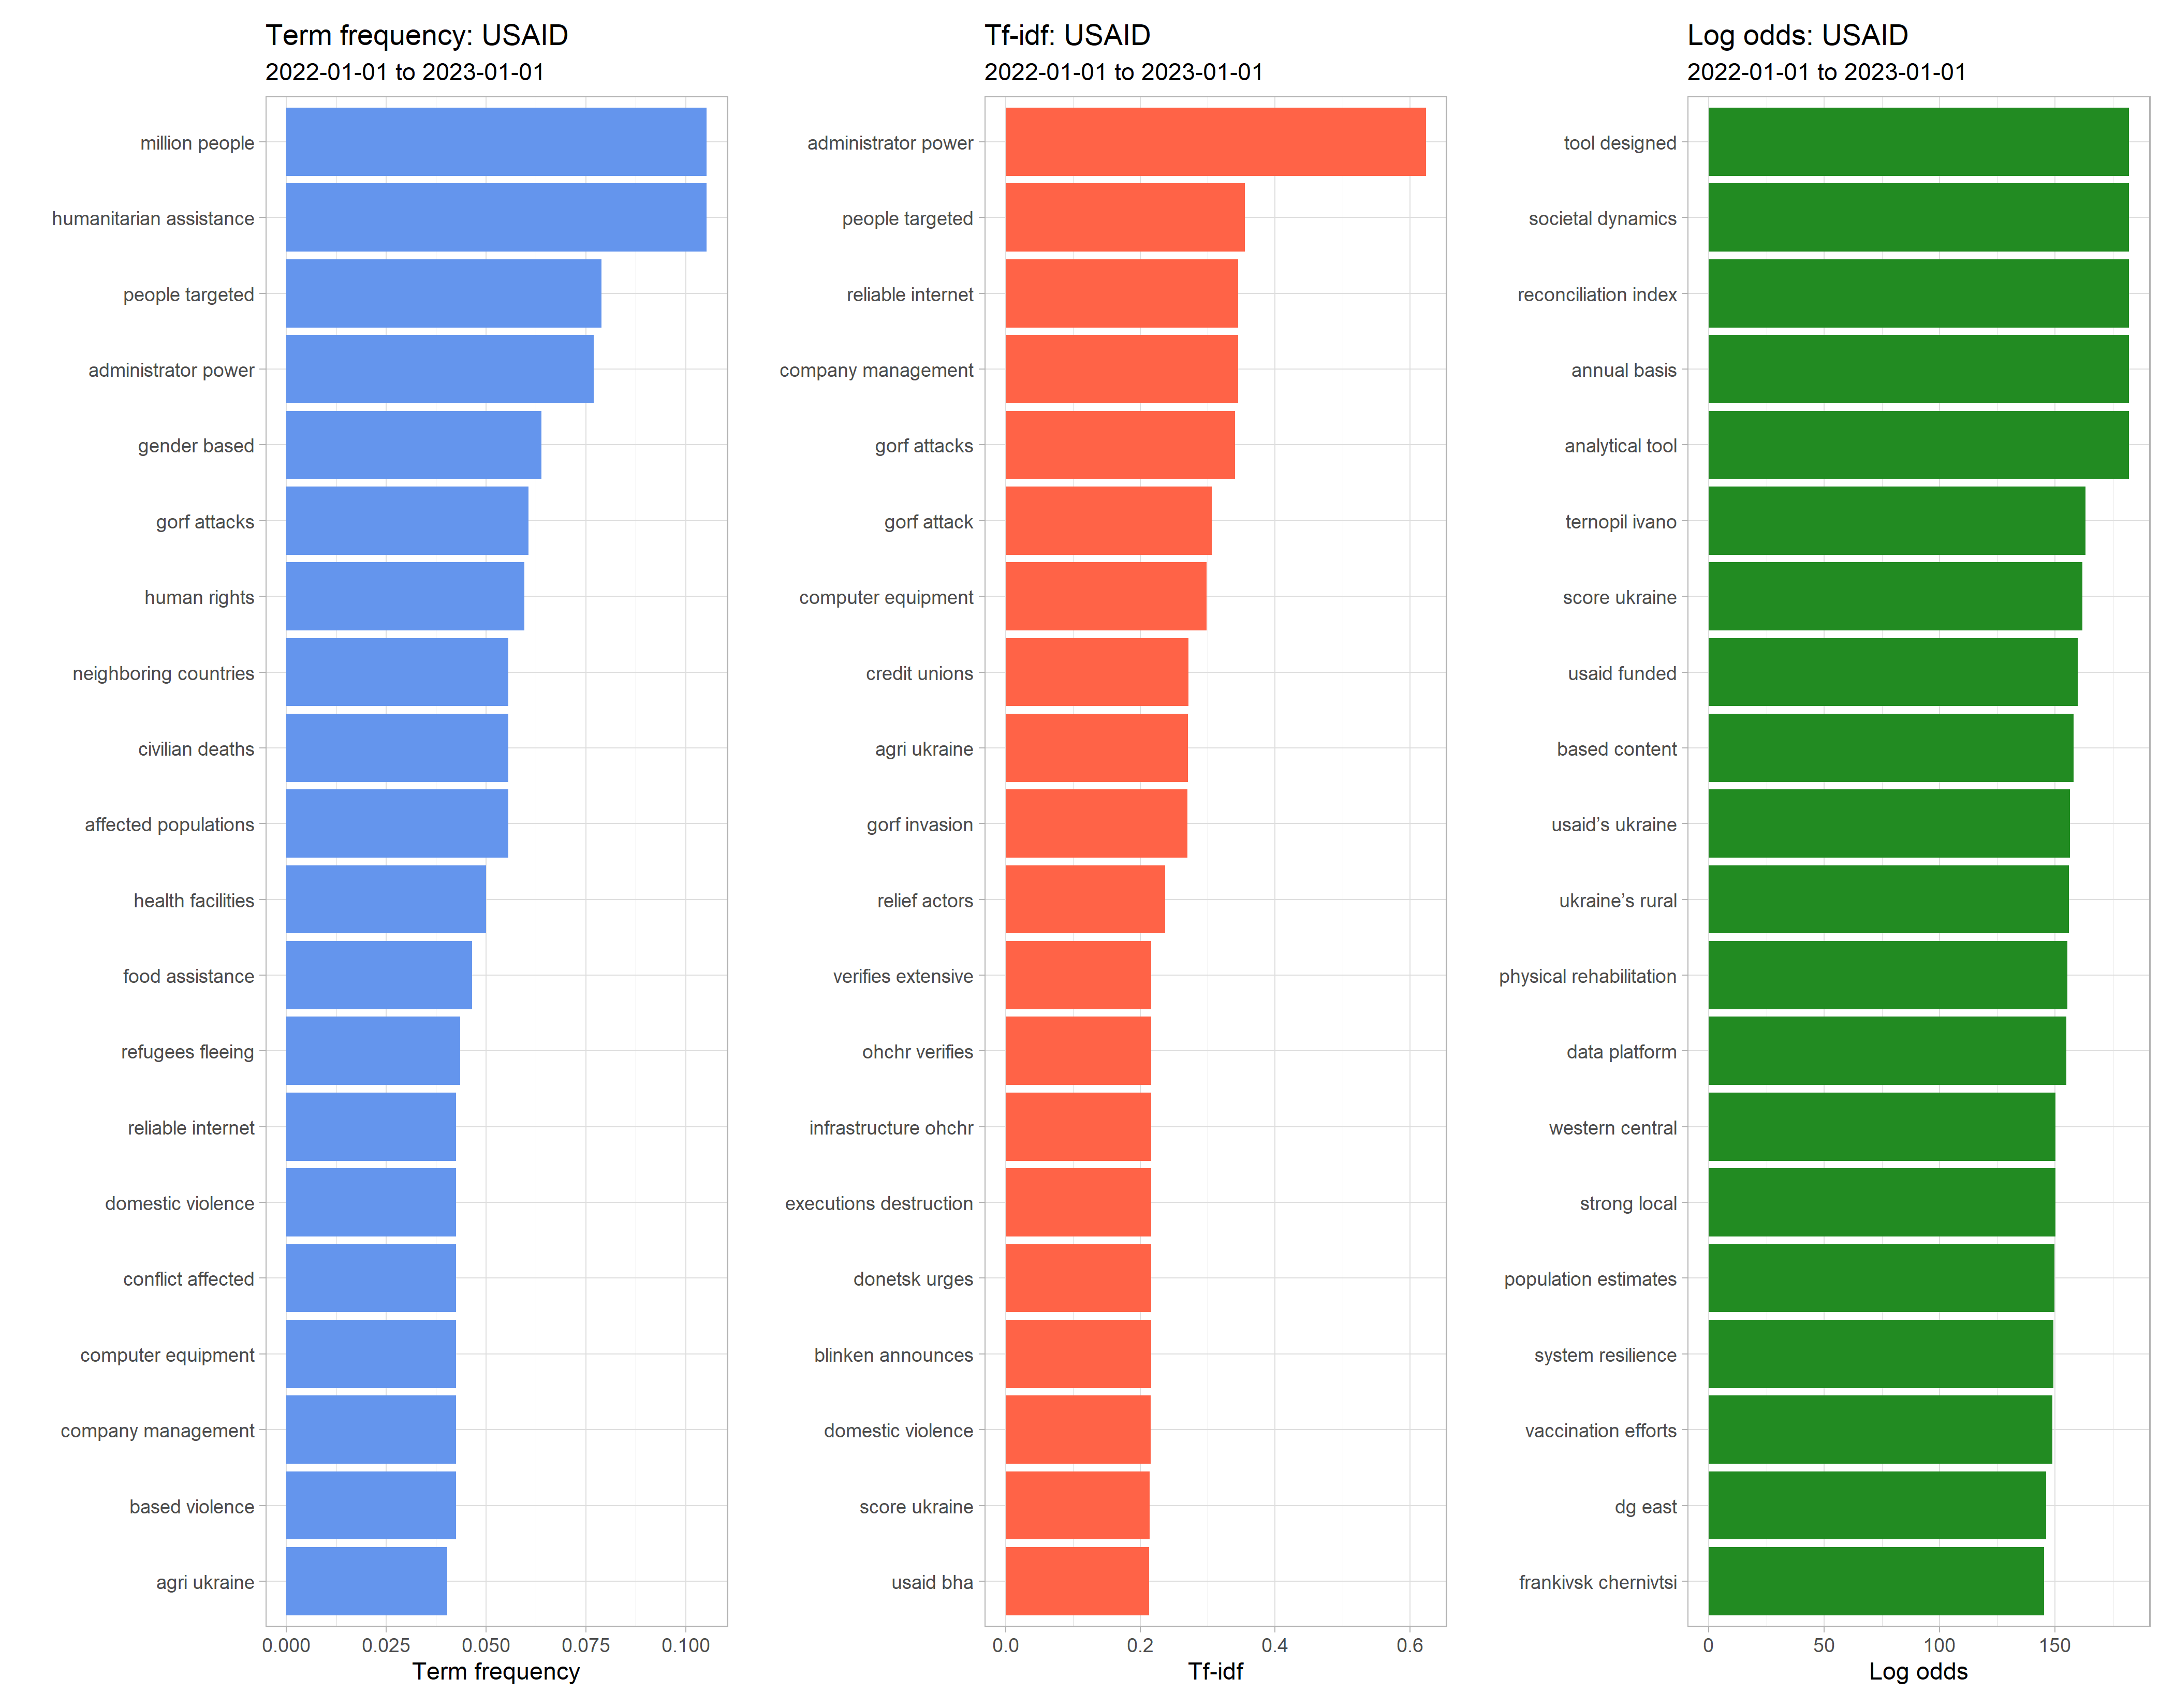 Term frequency: USAID
2022-01-01 to 2023-01-01
million people
humanitarian assistance
people targeted
administrator power
gender based
gorf attacks
human rights
neighboring countries
civilian deaths
affected populations
health facilities
food assistance
refugees fleeing
reliable internet
domestic violence
conflict affected
computer equipment
company management
based violence
agri ukraine
0.000 0.025 0.050 0.075 0.100
Term frequency
Tf-idf: USAID
2022-01-01 to 2023-01-01
administrator power
people targeted
reliable internet
company management
gorf attacks
gorf attack
computer equipment
credit unions
agri ukraine
gorf invasion
relief actors
verifies extensive
ohchr verifies
infrastructure ohchr
executions destruction
donetsk urges
blinken announces
domestic violence
score ukraine
usaid bha
0.0 0.2 0.4 0.6
Tf-idf
Log odds: USAID
2022-01-01 to 2023-01-01
tool designed
societal dynamics
reconciliation index
annual basis
analytical tool
ternopil ivano
score ukraine
usaid funded
based content
usaid’s ukraine
ukraine’s rural
physical rehabilitation
data platform
western central
strong local
population estimates
system resilience
vaccination efforts
dg east
frankivsk chernivtsi
0 50 100 150
Log odds